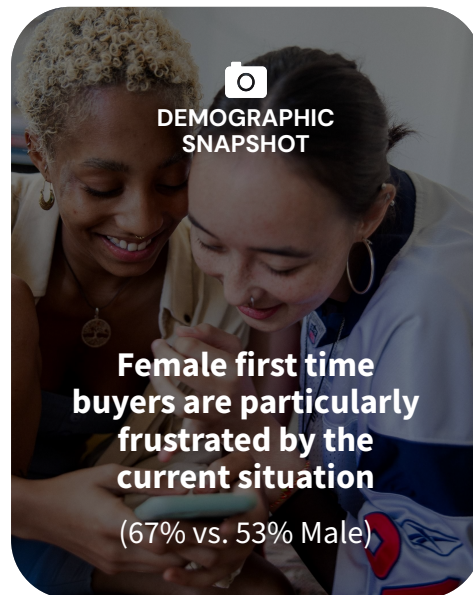 DEMOGRAPHIC
SNAPSHOT
Female first time
buyers are particularly
frustrated by the
current situation
(67% vs. 53% Male)